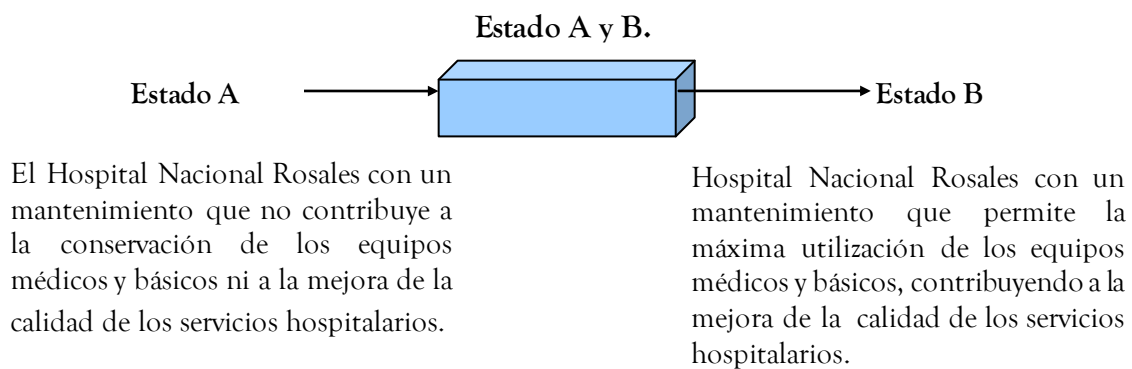 Estado A y B.
Estado A
Estado B
El Hospital Nacional Rosales con un
mantenimiento que no contribuye a
la conservación de los equipos
médicos y básicos ni a la mejora de la
calidad de los servicios hospitalarios.
Hospital Nacional Rosales con un
mantenimiento que permite la
máxima utilización de los equipos
médicos y básicos, contribuyendo a la
mejora de la calidad de los servicios
hospitalarios.